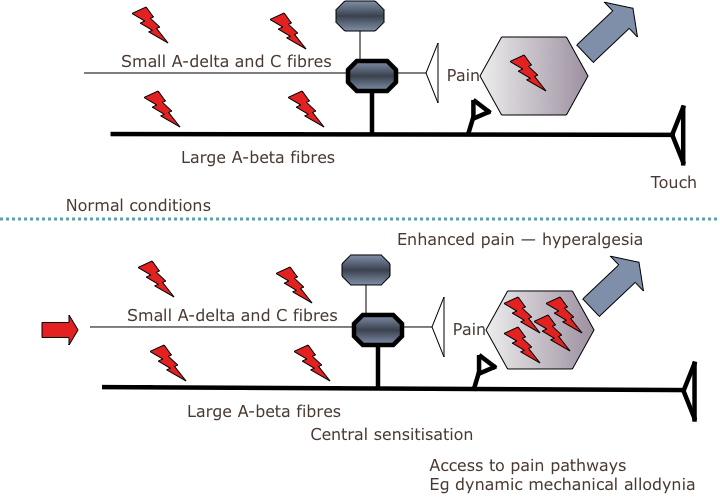 Small A-delta and C fibres
Pain
Large A-beta fibres
Touch
Normal conditions
Enhanced pain — hyperalgesia
Small A-delta and C fibres
Pain
Large A-beta fibres
Central sensitisation
Access to pain pathways
Eg dynamic mechanical allodynia